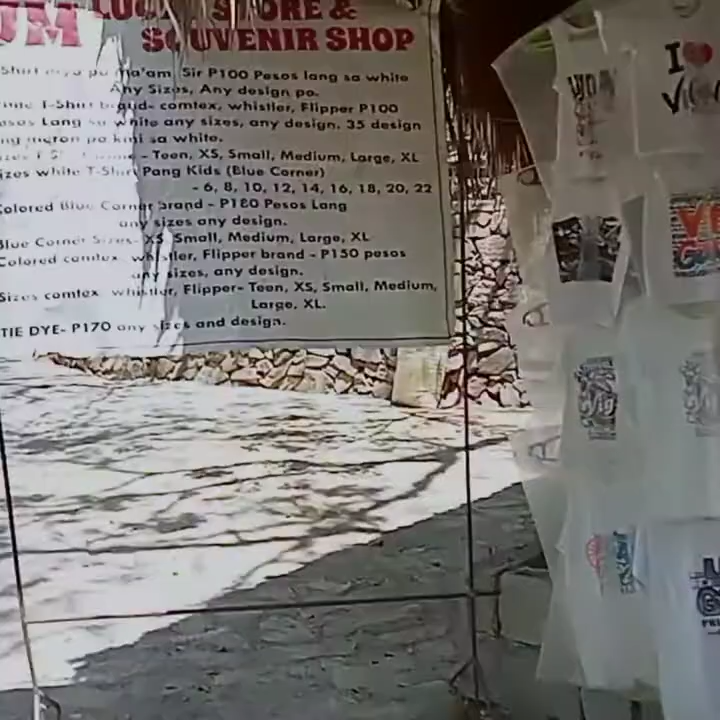 UM LUCKY STORE &
SOUVENIR SHOP
po ma'am, Sir P100 Pesos lang sa white
Any Sizes, Any design po.
T-Shirt brand- comtex, whistler, Flipper P100
Lang sa white any sizes, any design, 35 design
po kini sa white.
- Teen, XS, Small, Medium, Large, XL
izes white T-Shirt Pang Kids (Blue Corner)
- 6, 8, 10, 12, 14, 16, 18, 20, 22
Colored Blue Corner brand - P180 Pesos Lang
any sizes any design.
Blue Corner Sizes- XS Small, Medium, Large, XL
Colored comtex, whistler, Flipper brand - P150 pesos
any sizes, any design.
Sizes comtex whistler, Flipper- Teen, XS, Small, Medium,
Large, XL.
TIE DYE- P170 any sizes and design.
I